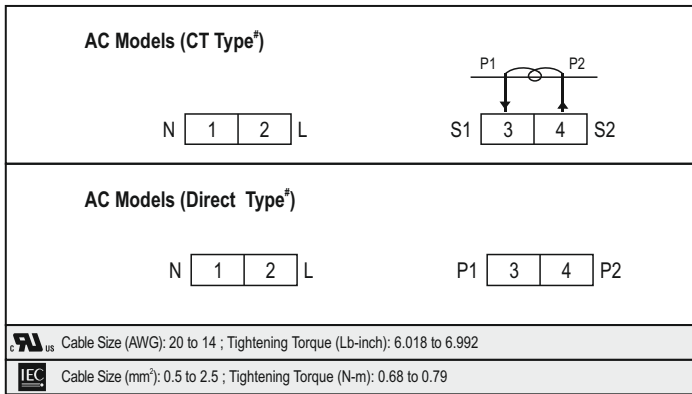 AC Models (CT Type#)
P1 P2
N 1 2 L
S1 3 4 S2
AC Models (Direct Type#)
N 1 2 L
P1 3 4 P2
c RU us Cable Size (AWG): 20 to 14 ; Tightening Torque (Lb-inch): 6.018 to 6.992
IEC Cable Size (mm²): 0.5 to 2.5 ; Tightening Torque (N-m): 0.68 to 0.79